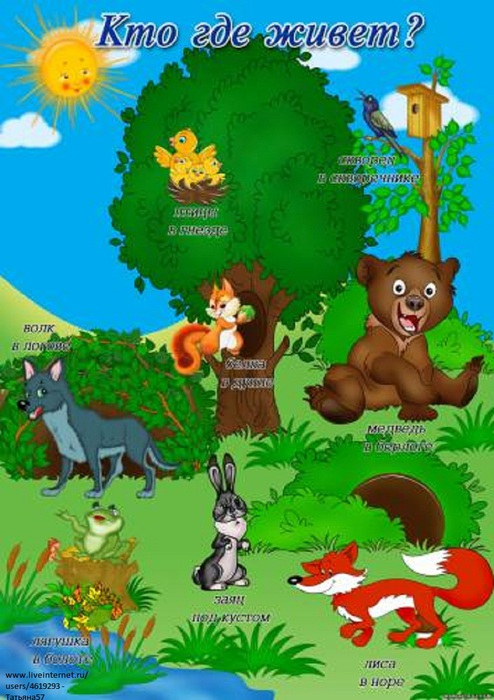 Кто где живет?
скворец
в скворечнике
птицы
в гнезде
волк
в логове
белка
в дупле
медведь
в берлоге
заяц
под кустом
лягушка
в болоте
лиса
в норе
www.liveinternet.ru/
users/4619293 -
Татьяна57